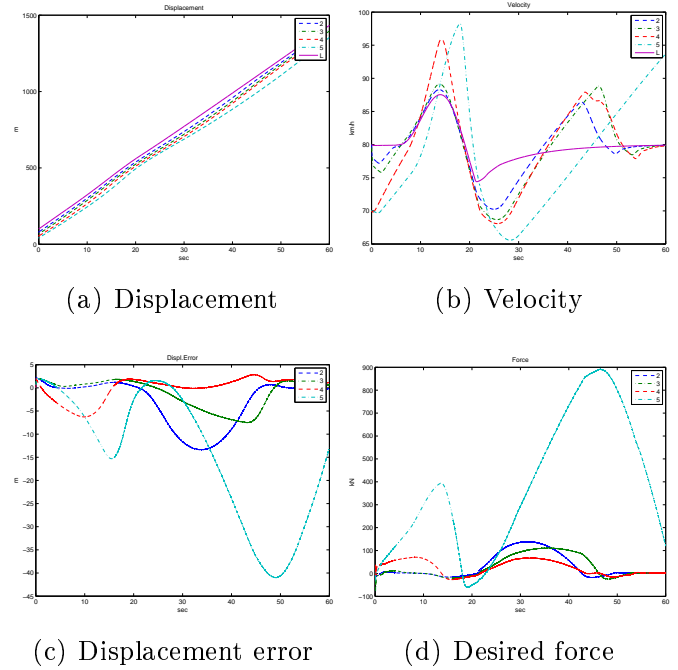 Displacement
1500
1000
500
0
0 10 20 30 40 50 60
m
sec
2
3
4
5
L
Velocity
100
95
90
85
80
75
70
65
0 10 20 30 40 50 60
km-h
sec
2
3
4
5
L
(a) Displacement
(b) Velocity
Displ.Error
5
0
−5
−10
−15
−20
−25
−30
−35
−40
−45
0 10 20 30 40 50 60
m
sec
2
3
4
5
Force
900
800
700
600
500
400
300
200
100
0
−100
0 10 20 30 40 50 60
kN
sec
2
3
4
5
(c) Displacement error
(d) Desired force